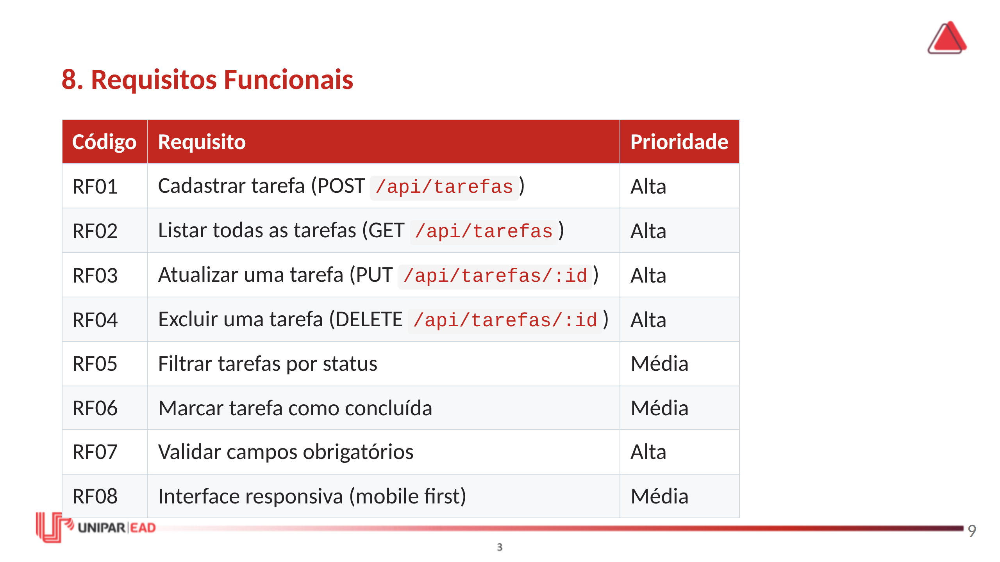 8. Requisitos Funcionais
Código Requisito Prioridade
RF01 Cadastrar tarefa (POST /api/tarefas) Alta
RF02 Listar todas as tarefas (GET /api/tarefas) Alta
RF03 Atualizar uma tarefa (PUT /api/tarefas/:id) Alta
RF04 Excluir uma tarefa (DELETE /api/tarefas/:id) Alta
RF05 Filtrar tarefas por status Média
RF06 Marcar tarefa como concluída Média
RF07 Validar campos obrigatórios Alta
RF08 Interface responsiva (mobile first) Média
UNIPAR|EAD
9
3